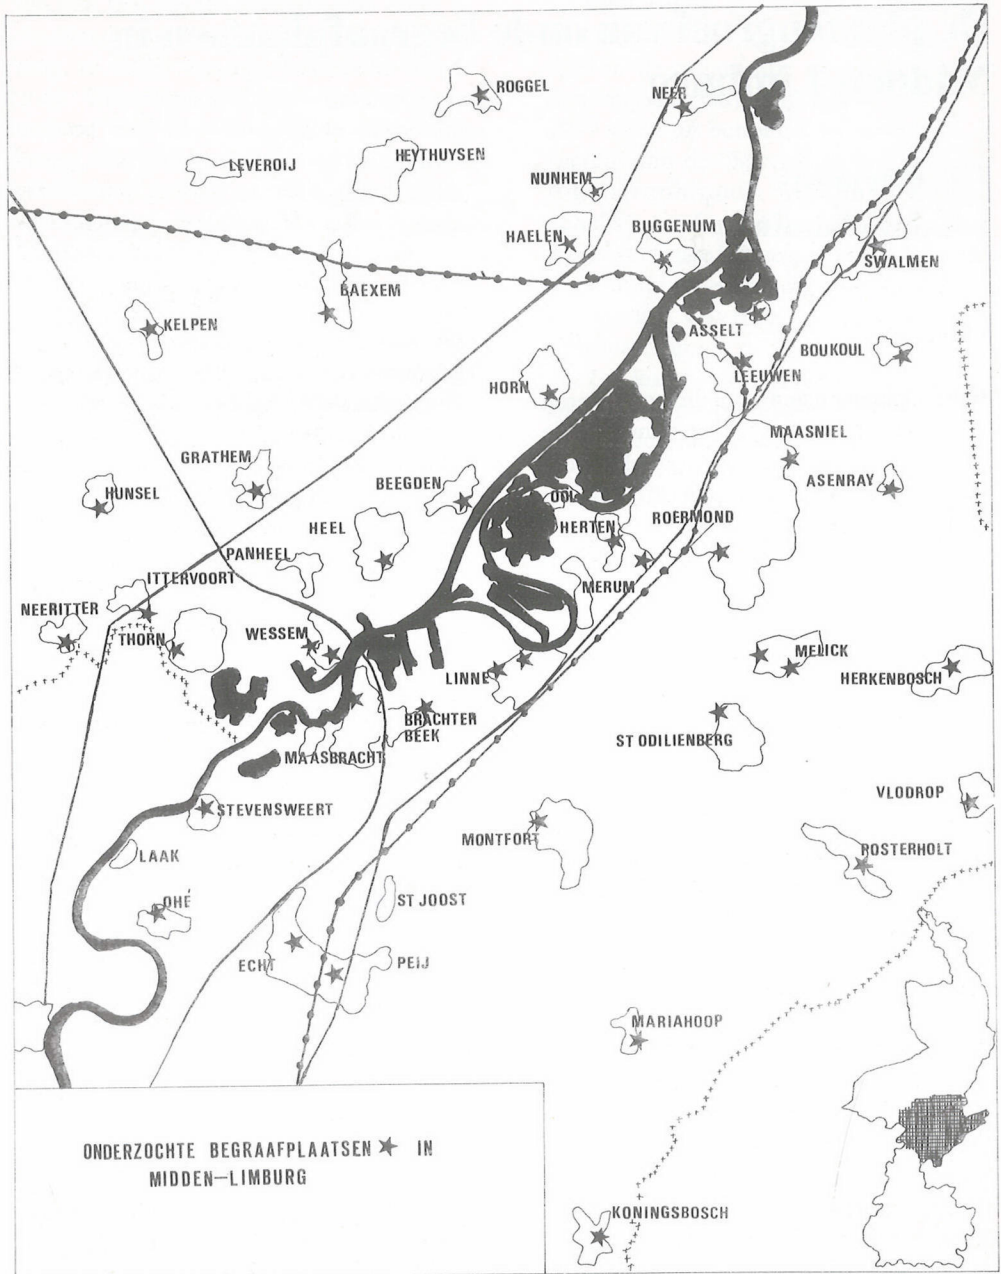 ROGGEL
NEER
HEYTHUYSEN
LEVEROIJ
NUNHEM
HAELEN
BUGGENUM
SWALMEN
BAEXEM
KELPEN
ASSELT
BOUKOUL
LEEUWEN
HORN
MAASNIEL
GRATHEM
ASENRAY
BEEGDEN
HUNSEL
OOL
ROERMOND
HEEL
HERTEN
PANHEEL
ITTERVOORT
MERUM
NEERITTER
THORN
WESSEM
MELICK
LINNE
HERKENBOSCH
BRACHTER
BEEK
ST ODILIENBERG
MAASBRACHT
VLODROP
STEVENSWEERT
MONTFORT
POSTERHOLT
LAAK
ST JOOST
OHÉ
ECHT
PEIJ
MARIAHOOP
ONDERZOCHTE BEGRAAFPLAATSEN ★ IN
MIDDEN-LIMBURG
KONINGSBOSCH